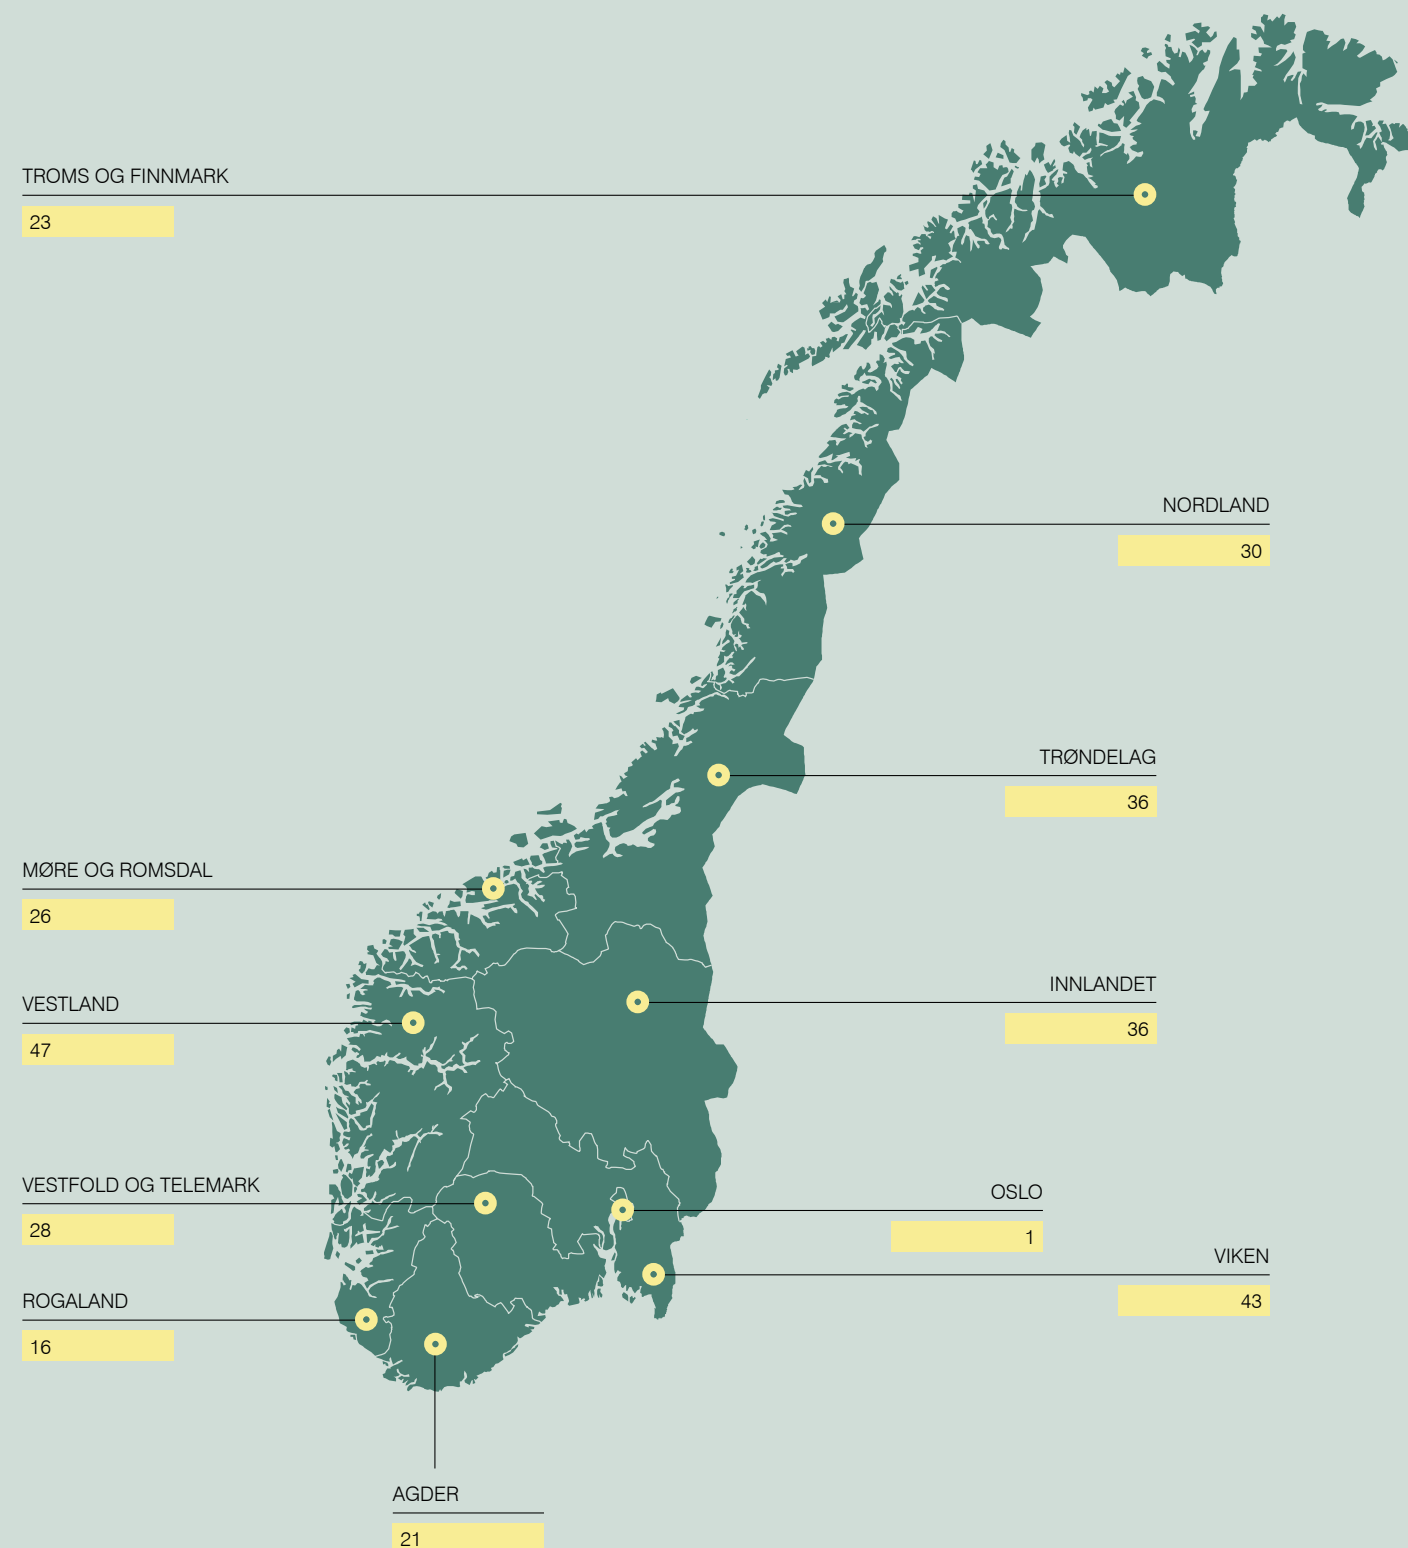 TROMS OG FINNMARK
23
NORDLAND
30
TRØNDELAG
36
MØRE OG ROMSDAL
26
INNLANDET
36
VESTLAND
47
VESTFOLD OG TELEMARK
28
OSLO
1
VIKEN
43
ROGALAND
16
AGDER
21